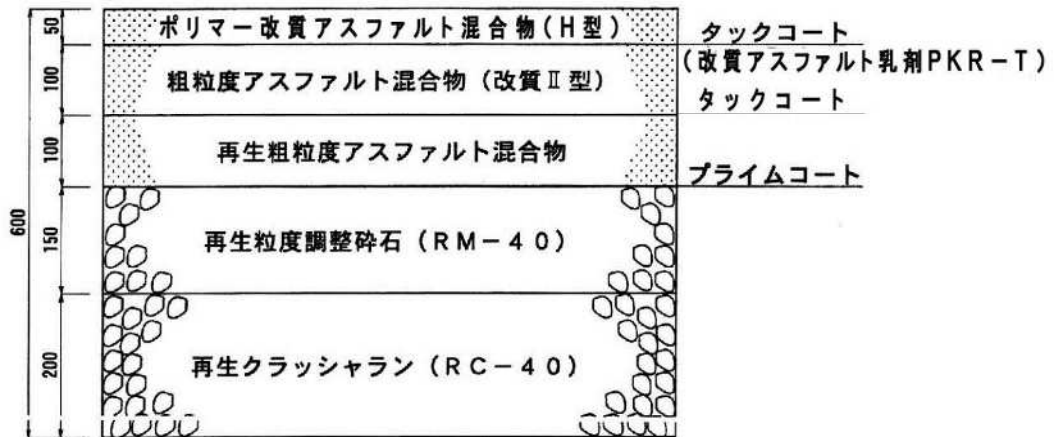 50
ポリマー改質アスファルト混合物(H型)
タックコート
(改質アスファルト乳剤PKR-T)
100
粗粒度アスファルト混合物(改質Ⅱ型)
タックコート
100
再生粗粒度アスファルト混合物
プライムコート
600
150
再生粒度調整砕石(RM-40)
200
再生クラッシャラン(RC-40)